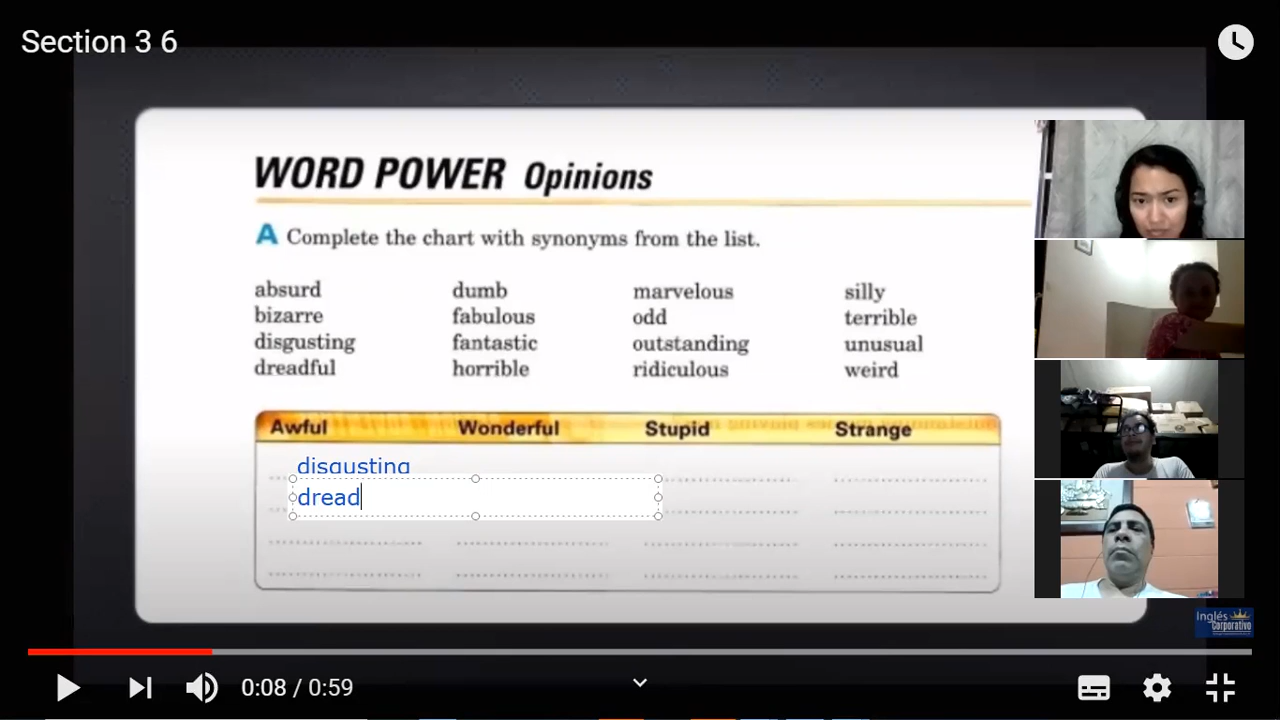 Section 3 6
WORD POWER Opinions
A Complete the chart with synonyms from the list.
absurd dumb marvelous silly
bizarre fabulous odd terrible
disgusting fantastic outstanding unusual
dreadful horrible ridiculous weird
Awful Wonderful Stupid Strange
disgusting
dread
Inglés
Corporativo
0:08 / 0:59